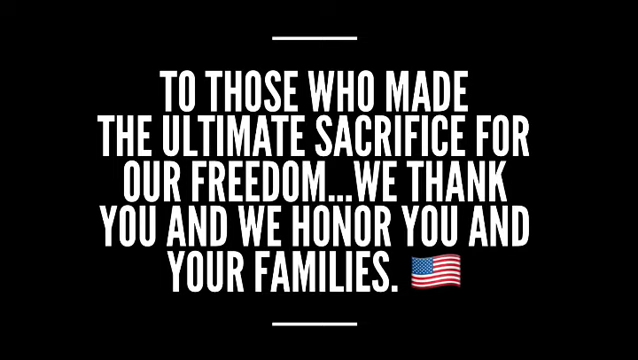 TO THOSE WHO MADE
THE ULTIMATE SACRIFICE FOR
OUR FREEDOM...WE THANK
YOU AND WE HONOR YOU AND
YOUR FAMILIES. 🇺🇸